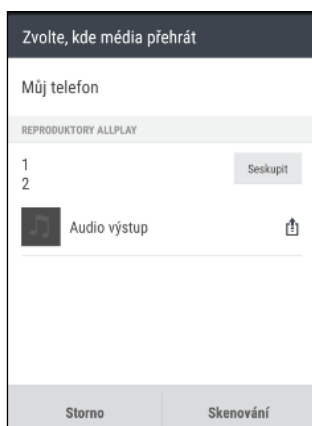 Zvolte, kde média přehrát
Můj telefon
REPRODUKTORY ALLPLAY
1
Seskupit
2
Audio výstup
Storno
Skenování